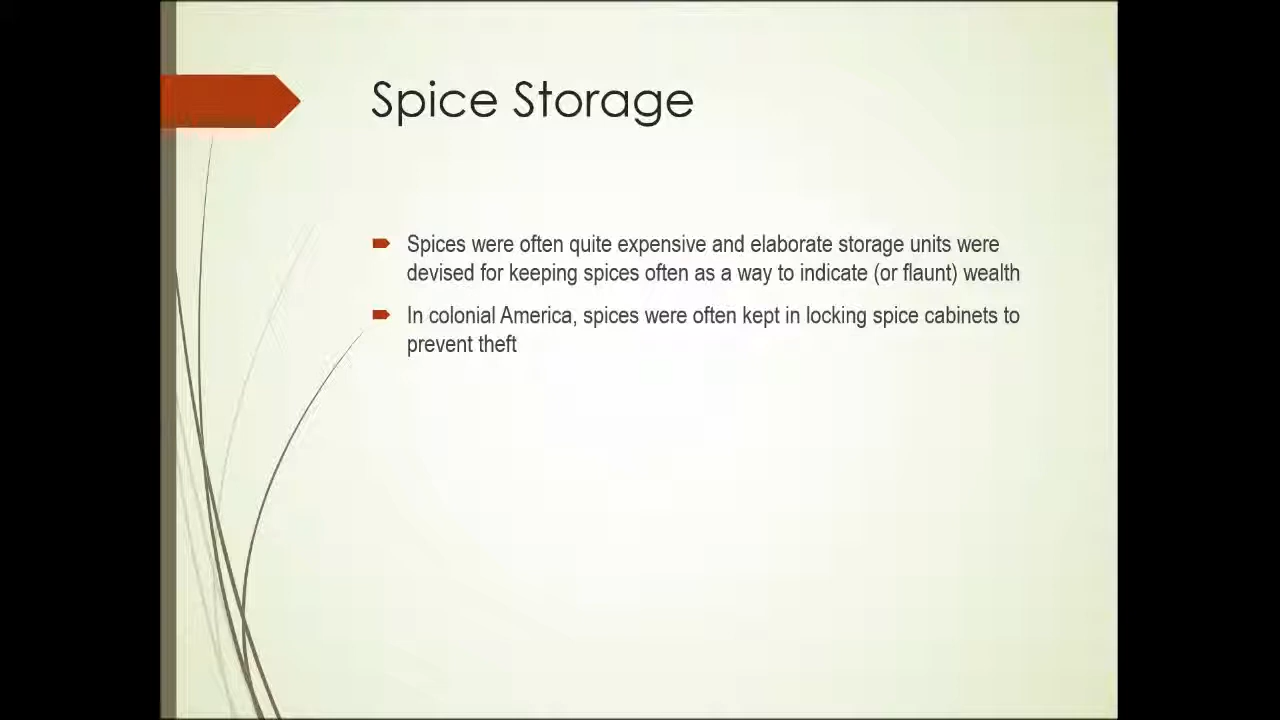 Spice Storage
Spices were often quite expensive and elaborate storage units were
devised for keeping spices often as a way to indicate (or flaunt) wealth
In colonial America, spices were often kept in locking spice cabinets to
prevent theft